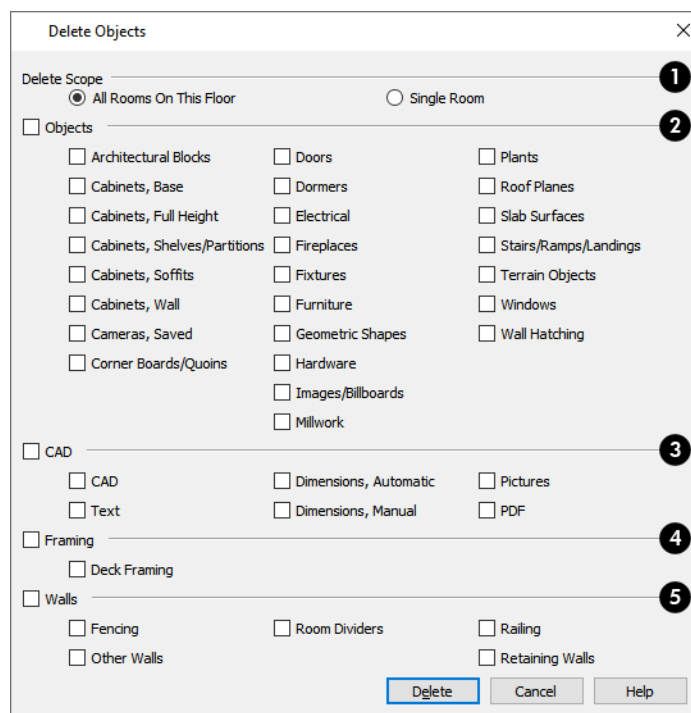 Delete Objects
Delete Scope 1
All Rooms On This Floor Single Room
Objects 2
Architectural Blocks Doors Plants
Cabinets, Base Dormers Roof Planes
Cabinets, Full Height Electrical Slab Surfaces
Cabinets, Shelves/Partitions Fireplaces Stairs/Ramps/Landings
Cabinets, Soffits Fixtures Terrain Objects
Cabinets, Wall Furniture Windows
Cameras, Saved Geometric Shapes Wall Hatching
Corner Boards/Quoins Hardware
Images/Billboards
Millwork
CAD 3
CAD Dimensions, Automatic Pictures
Text Dimensions, Manual PDF
Framing 4
Deck Framing
Walls 5
Fencing Room Dividers Railing
Other Walls Retaining Walls
Delete Cancel Help